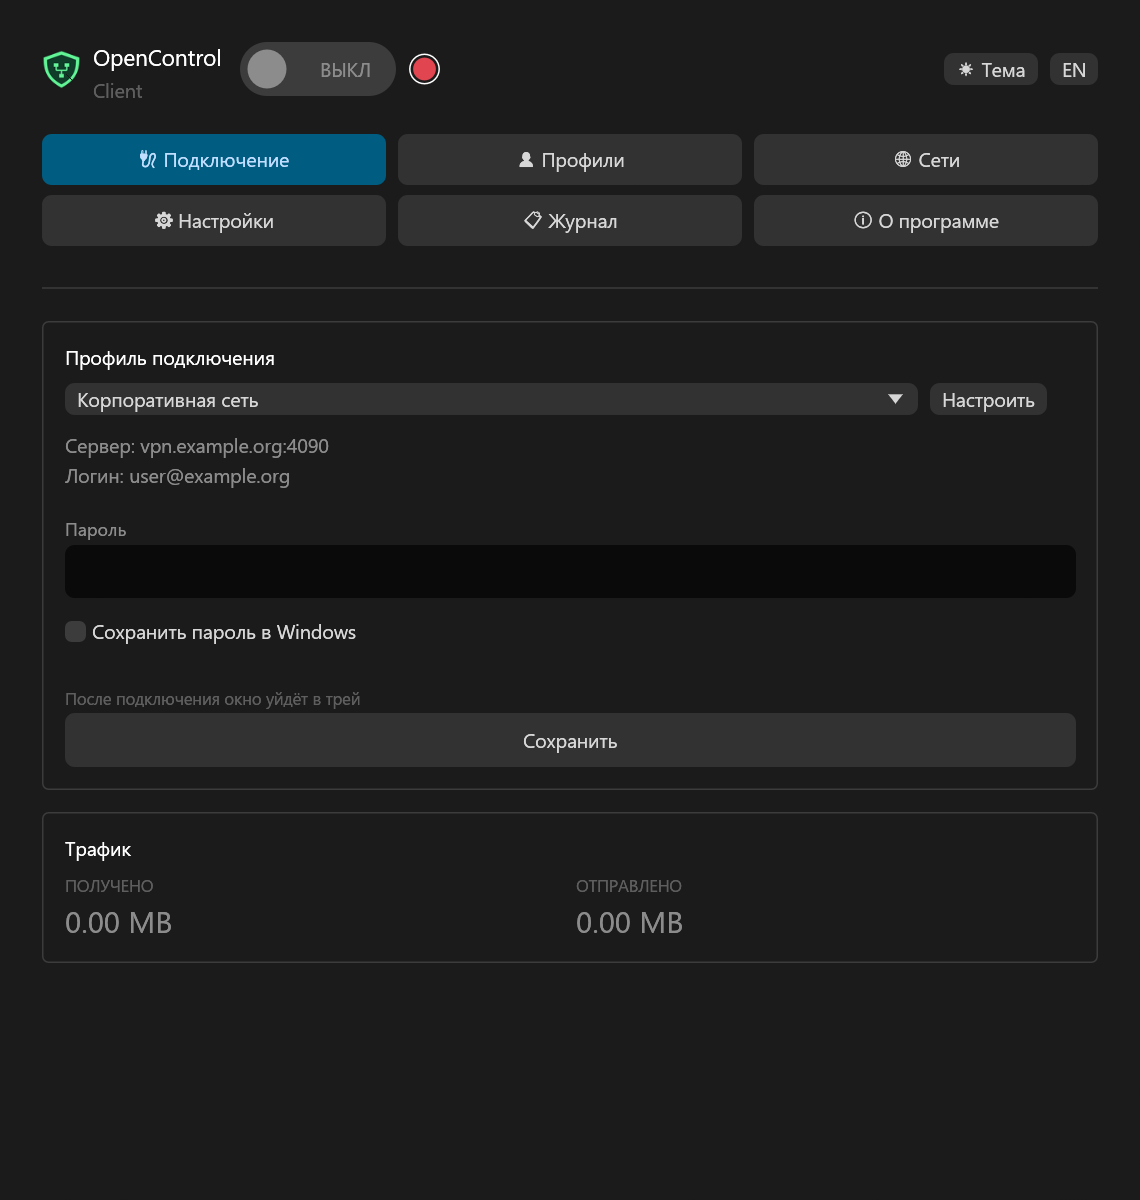 OpenControl
Client
ВЫКЛ
Тема
EN
Подключение
Профили
Сети
Настройки
Журнал
О программе
Профиль подключения
Корпоративная сеть
Настроить
Сервер: vpn.example.org:4090
Логин: user@example.org
Пароль
Сохранить пароль в Windows
После подключения окно уйдёт в трей
Сохранить
Трафик
ПОЛУЧЕНО
ОТПРАВЛЕНО
0.00 MB
0.00 MB